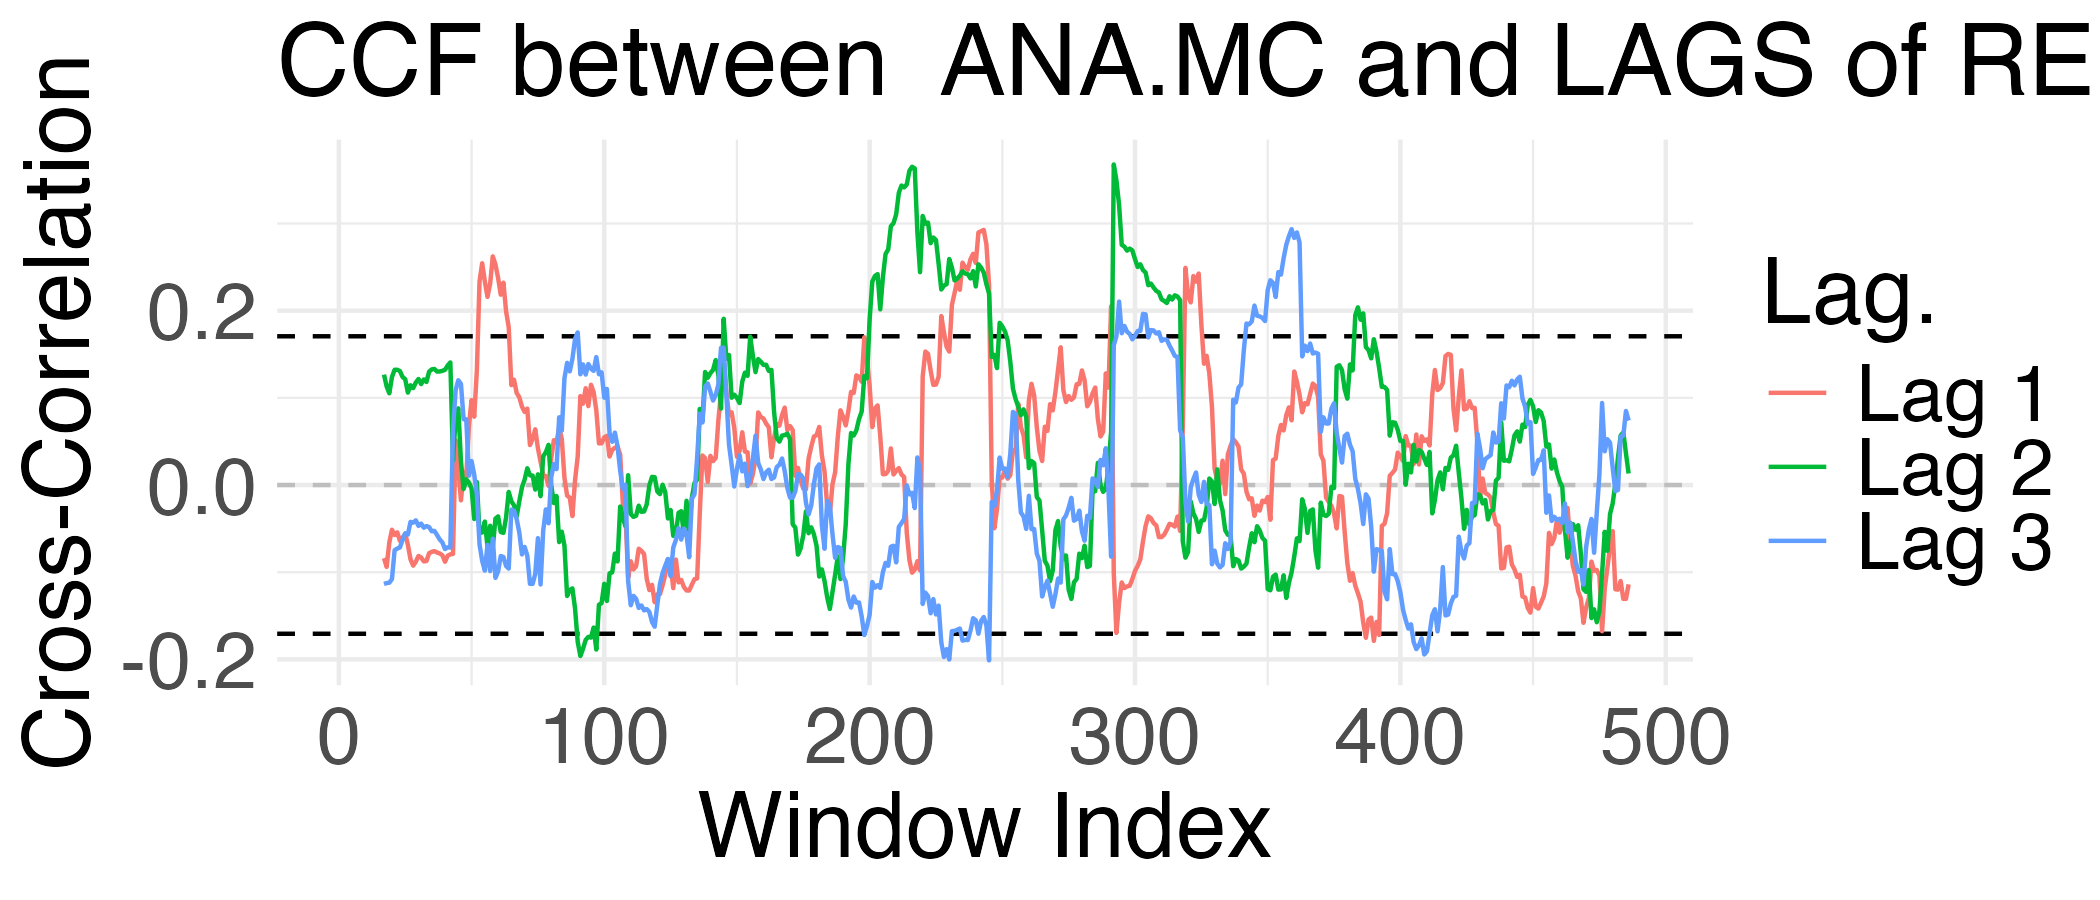 CCF between  ANA.MC and LAGS of RE
Cross-Correlation
0.2
0.0
-0.2
0 100 200 300 400 500
Window Index
Lag.
Lag 1
Lag 2
Lag 3